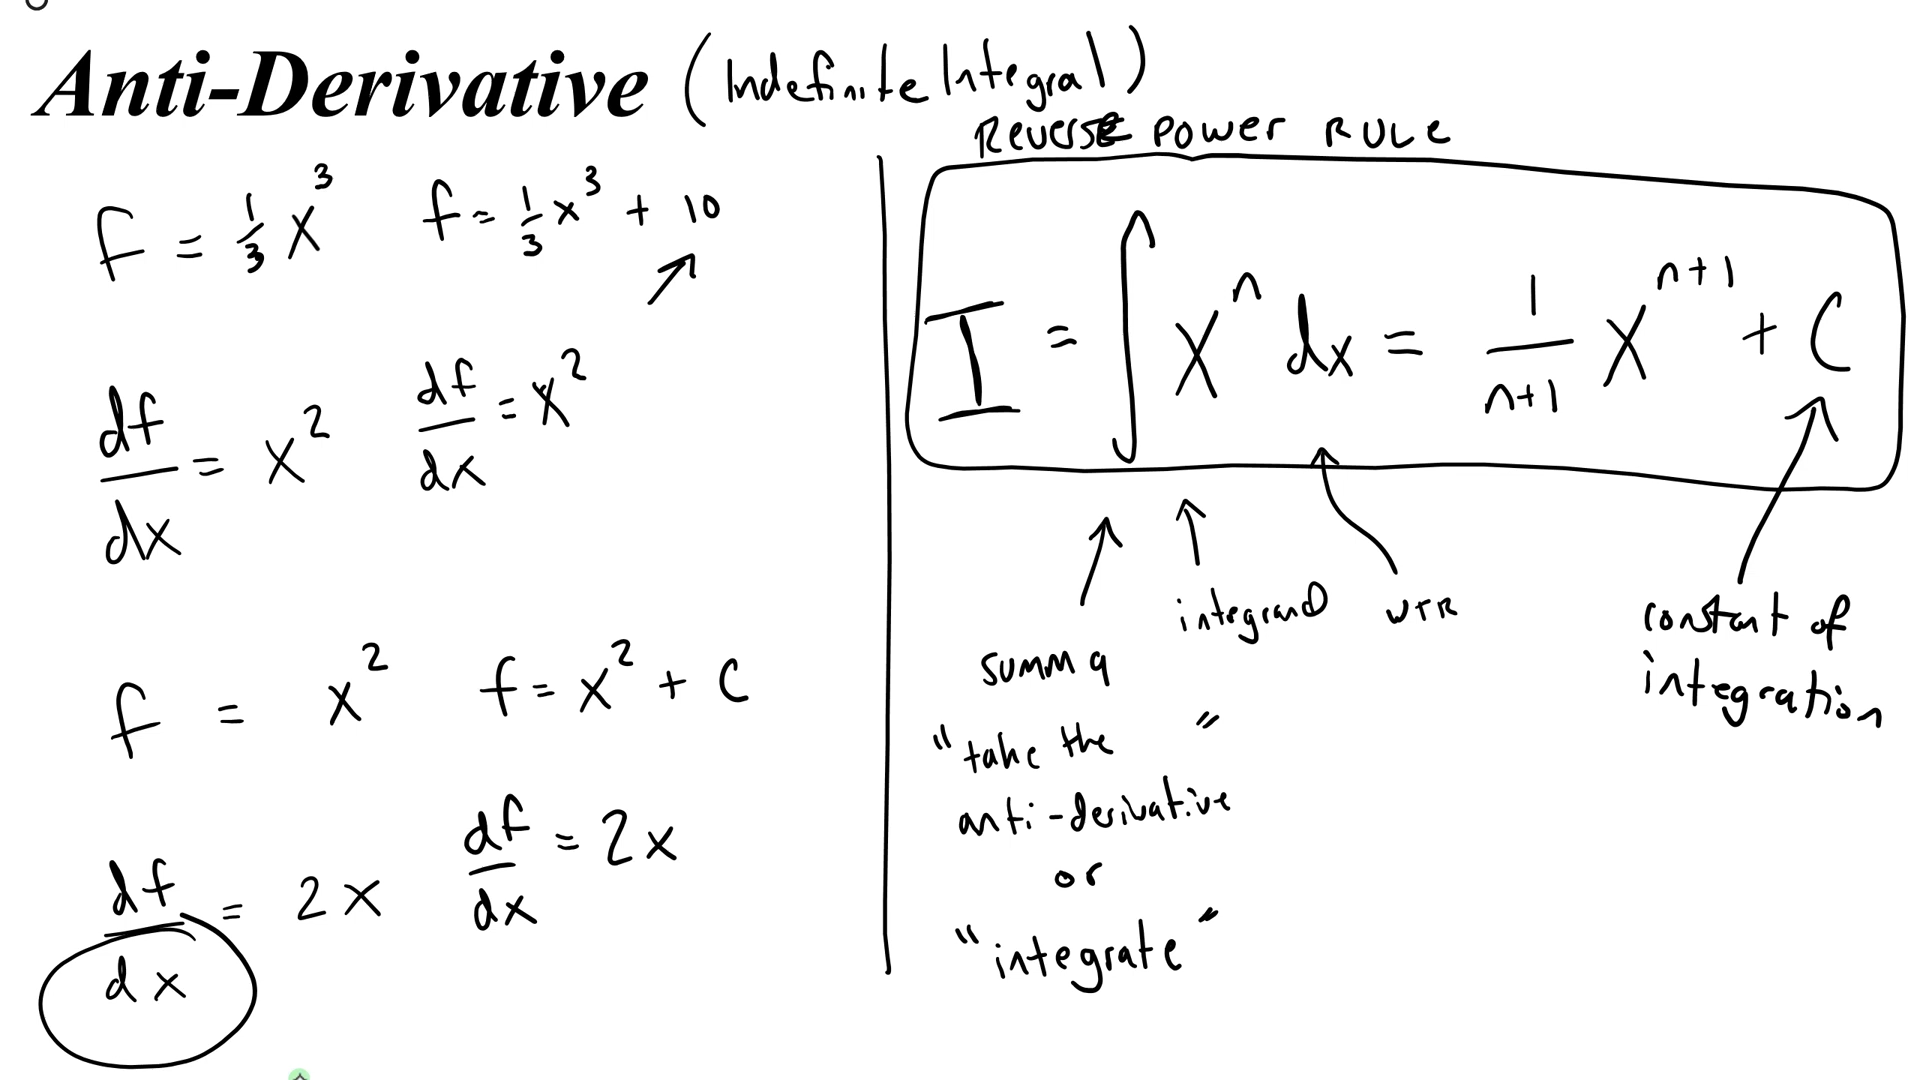 Anti-Derivative (Indefinite Integral)
f = 1/3 x^3
f = 1/3 x^3 + 10
df/dx = x^2
df/dx = x^2
f = x^2
f = x^2 + C
df/dx = 2x
df/dx = 2x
REVERSE POWER RULE
I = ∫ x^n dx = 1/(n+1) x^(n+1) + C
integrand
wTR
constant of
integration
summa
"take the "
anti-derivative
or
"integrate"